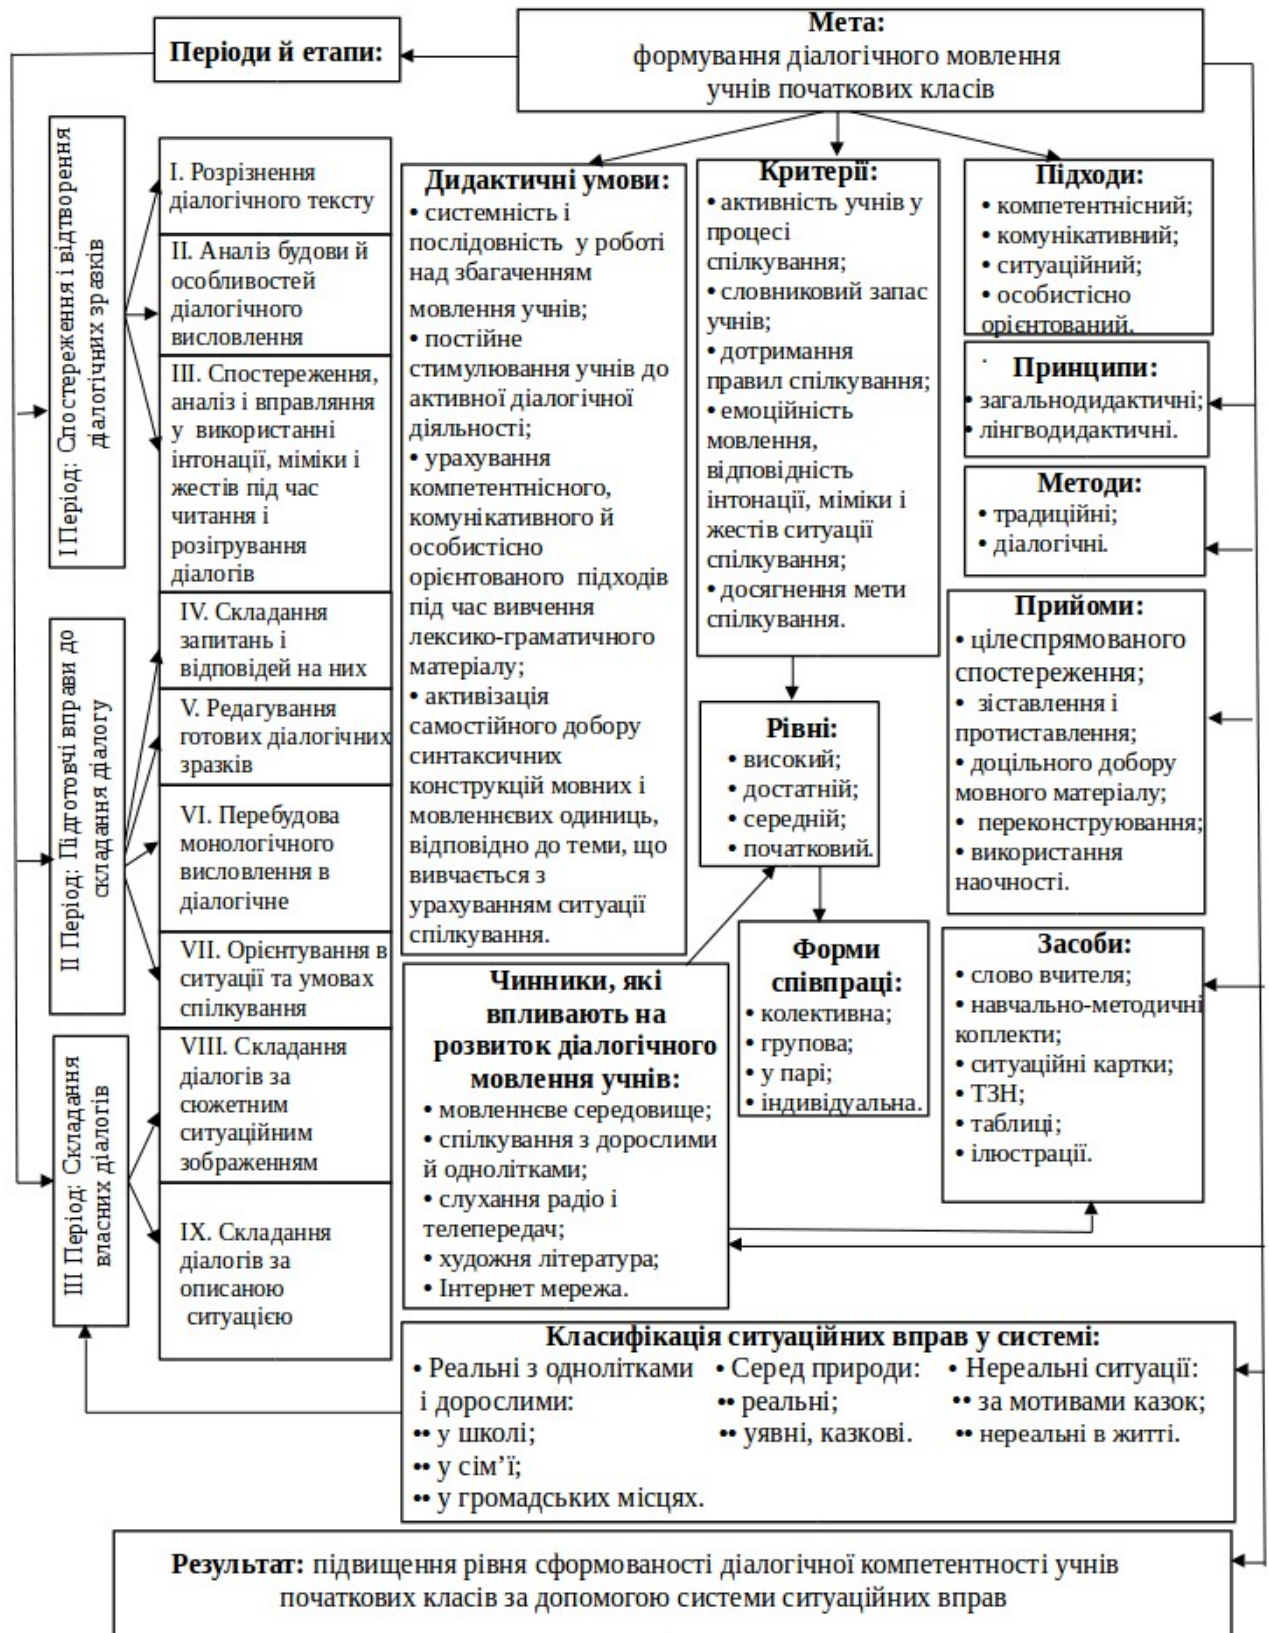 Мета:
формування діалогічного мовлення
учнів початкових класів
Періоди й етапи:
І Період: Спостереження і відтворення
діалогічних зразків
І. Розрізнення
діалогічного тексту
ІІ. Аналіз будови й
особливостей
діалогічного
висловлення
ІІІ. Спостереження,
аналіз і вправляння
у використанні
інтонації, міміки і
жестів під час
читання і
розігрування
діалогів
ІІ Період: Підготовчі вправи до
складання діалогу
IV. Складання
запитань і
відповідей на них
V. Редагування
готових діалогічних
зразків
VI. Перебудова
монологічного
висловлення в
діалогічне
VII. Орієнтування в
ситуації та умовах
спілкування
ІІІ Період: Складання
власних діалогів
VIII. Складання
діалогів за
сюжетним
ситуаційним
зображенням
IX. Складання
діалогів за
описаною
ситуацією
Дидактичні умови:
• системність і
послідовність у роботі
над збагаченням
мовлення учнів;
• постійне
стимулювання учнів до
активної діалогічної
діяльності;
• урахування
компетентнісного,
комунікативного й
особистісно
орієнтованого підходів
під час вивчення
лексико-граматичного
матеріалу;
• активізація
самостійного добору
синтаксичних
конструкцій мовних і
мовленнєвих одиниць,
відповідно до теми, що
вивчається з
урахуванням ситуації
спілкування.
Чинники, які
впливають на
розвиток діалогічного
мовлення учнів:
• мовленнєве середовище;
• спілкування з дорослими
й однолітками;
• слухання радіо і
телепередач;
• художня література;
• Інтернет мережа.
Критерії:
• активність учнів у
процесі
спілкування;
• словниковий запас
учнів;
• дотримання
правил спілкування;
• емоційність
мовлення,
відповідність
інтонації, міміки і
жестів ситуації
спілкування;
• досягнення мети
спілкування.
Рівні:
• високий;
• достатній;
• середній;
• початковий.
Форми
співпраці:
• колективна;
• групова;
• у парі;
• індивідуальна.
Підходи:
• компетентнісний;
• комунікативний;
• ситуаційний;
• особистісно
орієнтований.
.
Принципи:
• загальнодидактичні;
• лінгводидактичні.
Методи:
• традиційні;
• діалогічні.
Прийоми:
• цілеспрямованого
спостереження;
• зіставлення і
протиставлення;
• доцільного добору
мовного матеріалу;
• переконструювання;
• використання
наочності.
Засоби:
• слово вчителя;
• навчально-методичні
коплекти;
• ситуаційні картки;
• ТЗН;
• таблиці;
• ілюстрації.
Класифікація ситуаційних вправ у системі:
• Реальні з однолітками
і дорослими:
•• у школі;
•• у сім’ї;
•• у громадських місцях.
• Серед природи:
•• реальні;
•• уявні, казкові.
• Нереальні ситуації:
•• за мотивами казок;
•• нереальні в житті.
Результат: підвищення рівня сформованості діалогічної компетентності учнів
початкових класів за допомогою системи ситуаційних вправ